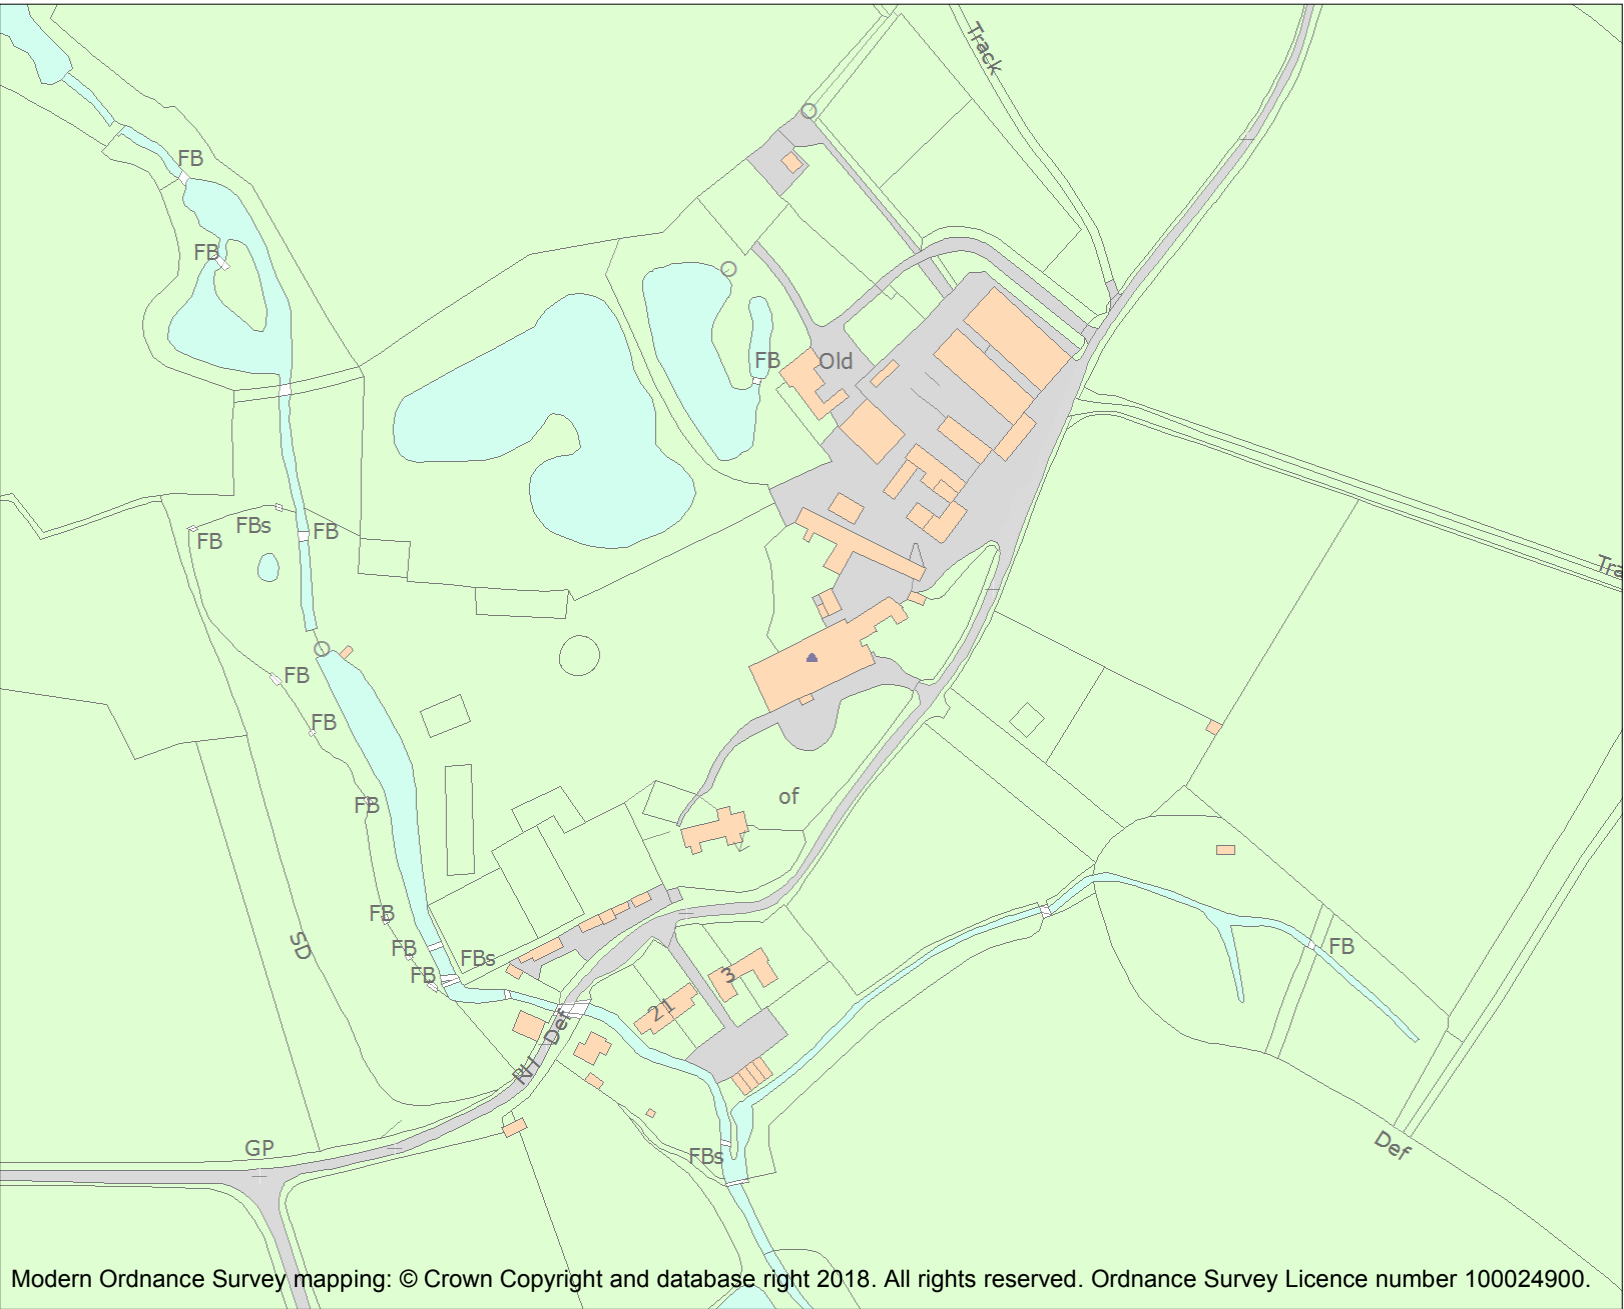 Track
FB
FB
FB
Old
FBs
FB
FB
Tra
FB
FB
of
FB
FB
SD
FB
FBs
FB
FB
3
21
Def
RH
GP
FBs
Def
Modern Ordnance Survey mapping: © Crown Copyright and database right 2018. All rights reserved. Ordnance Survey Licence number 100024900.